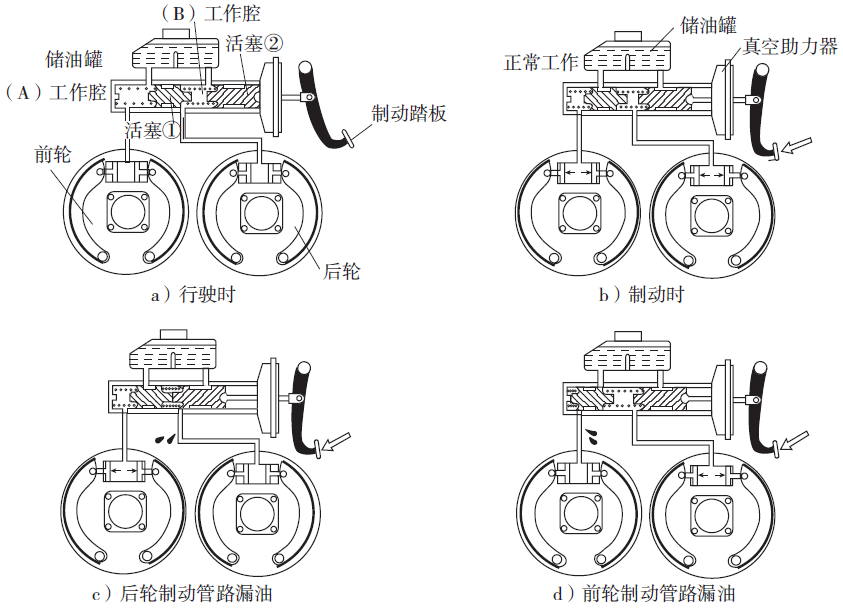 (B)工作腔
活塞②
储油罐
(A)工作腔
活塞①
制动踏板
前轮
后轮
a)行驶时
储油罐
正常工作
真空助力器
b)制动时
c)后轮制动管路漏油
d)前轮制动管路漏油